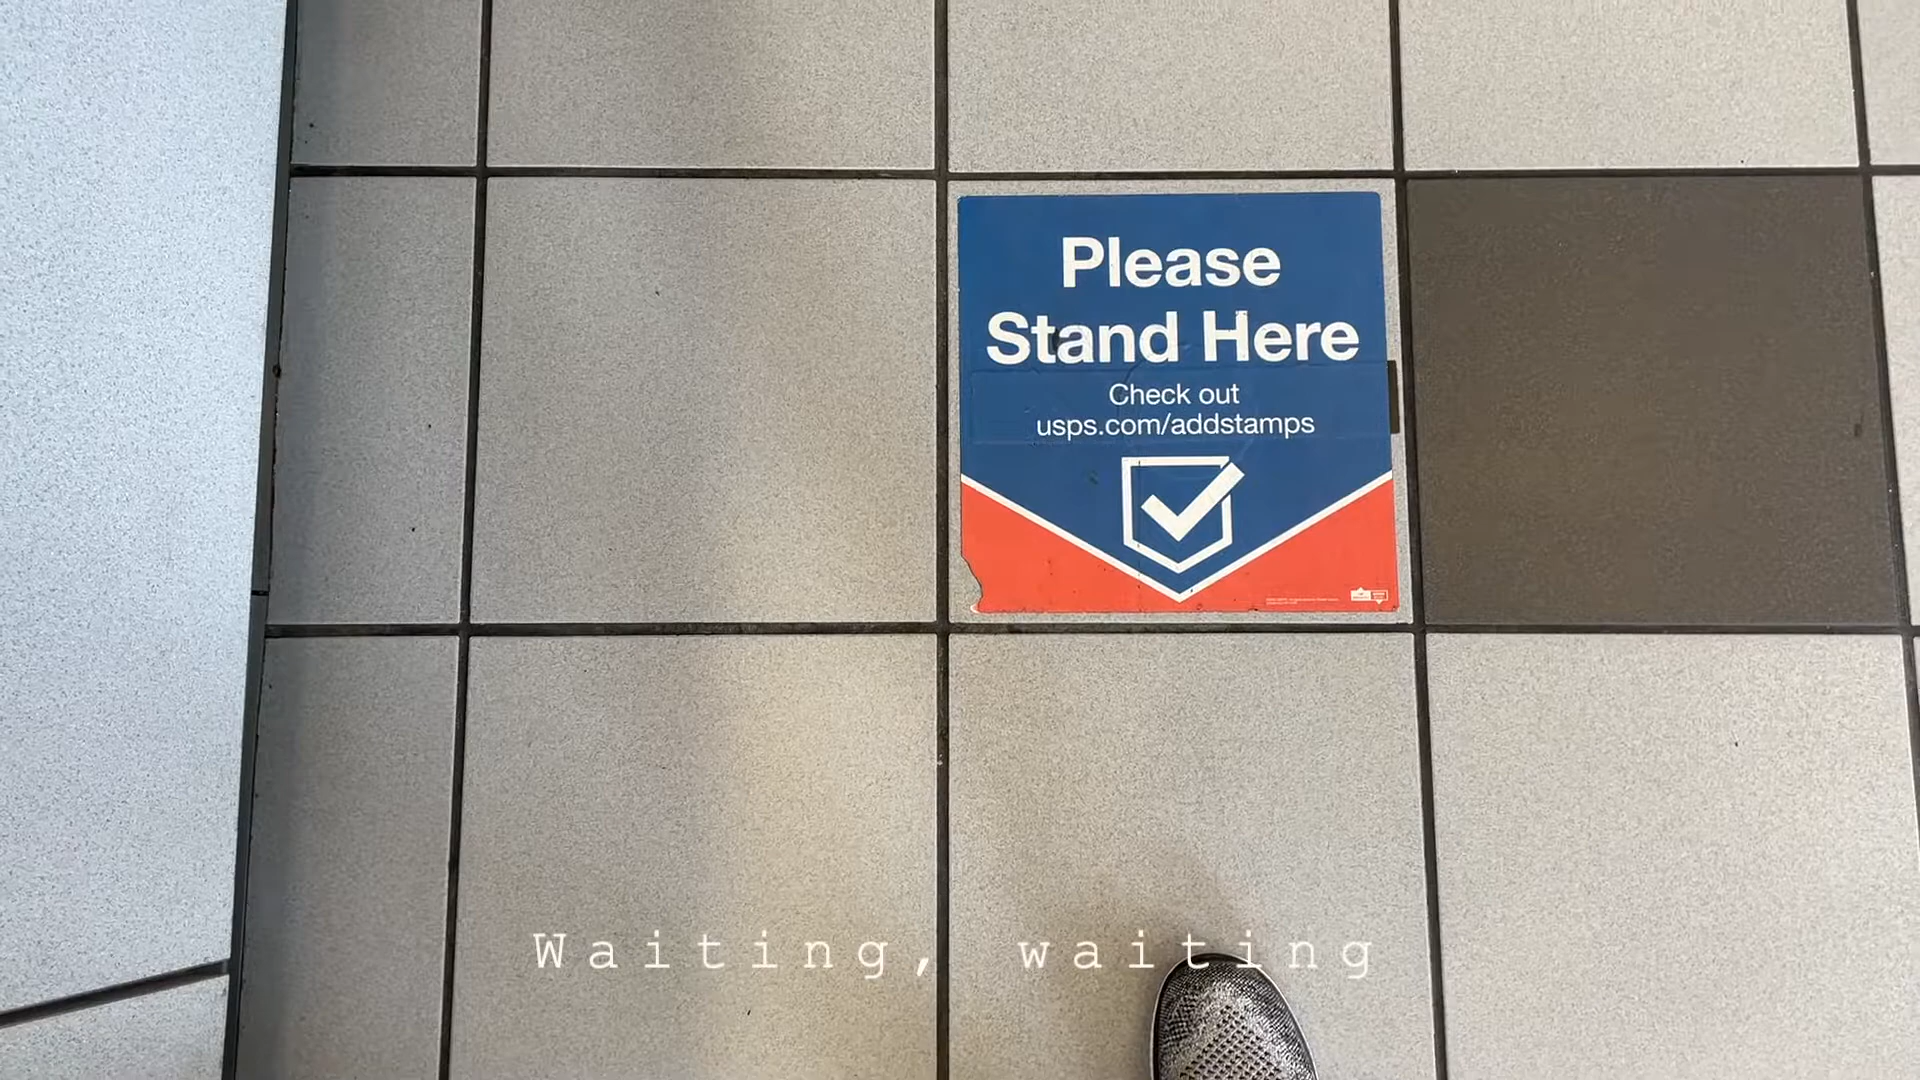 Please
Stand Here
Check out
usps.com/addstamps
Waiting, waiting